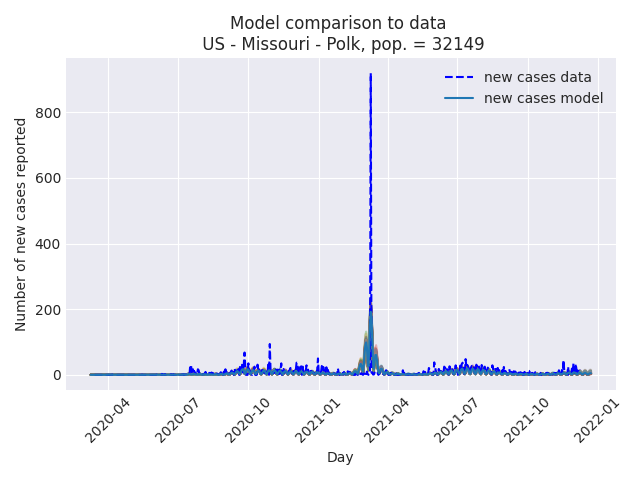 Model comparison to data
US - Missouri - Polk, pop. = 32149
new cases data
new cases model
Number of new cases reported
800
600
400
200
0
2020-04
2020-07
2020-10
2021-01
2021-04
2021-07
2021-10
2022-01
Day